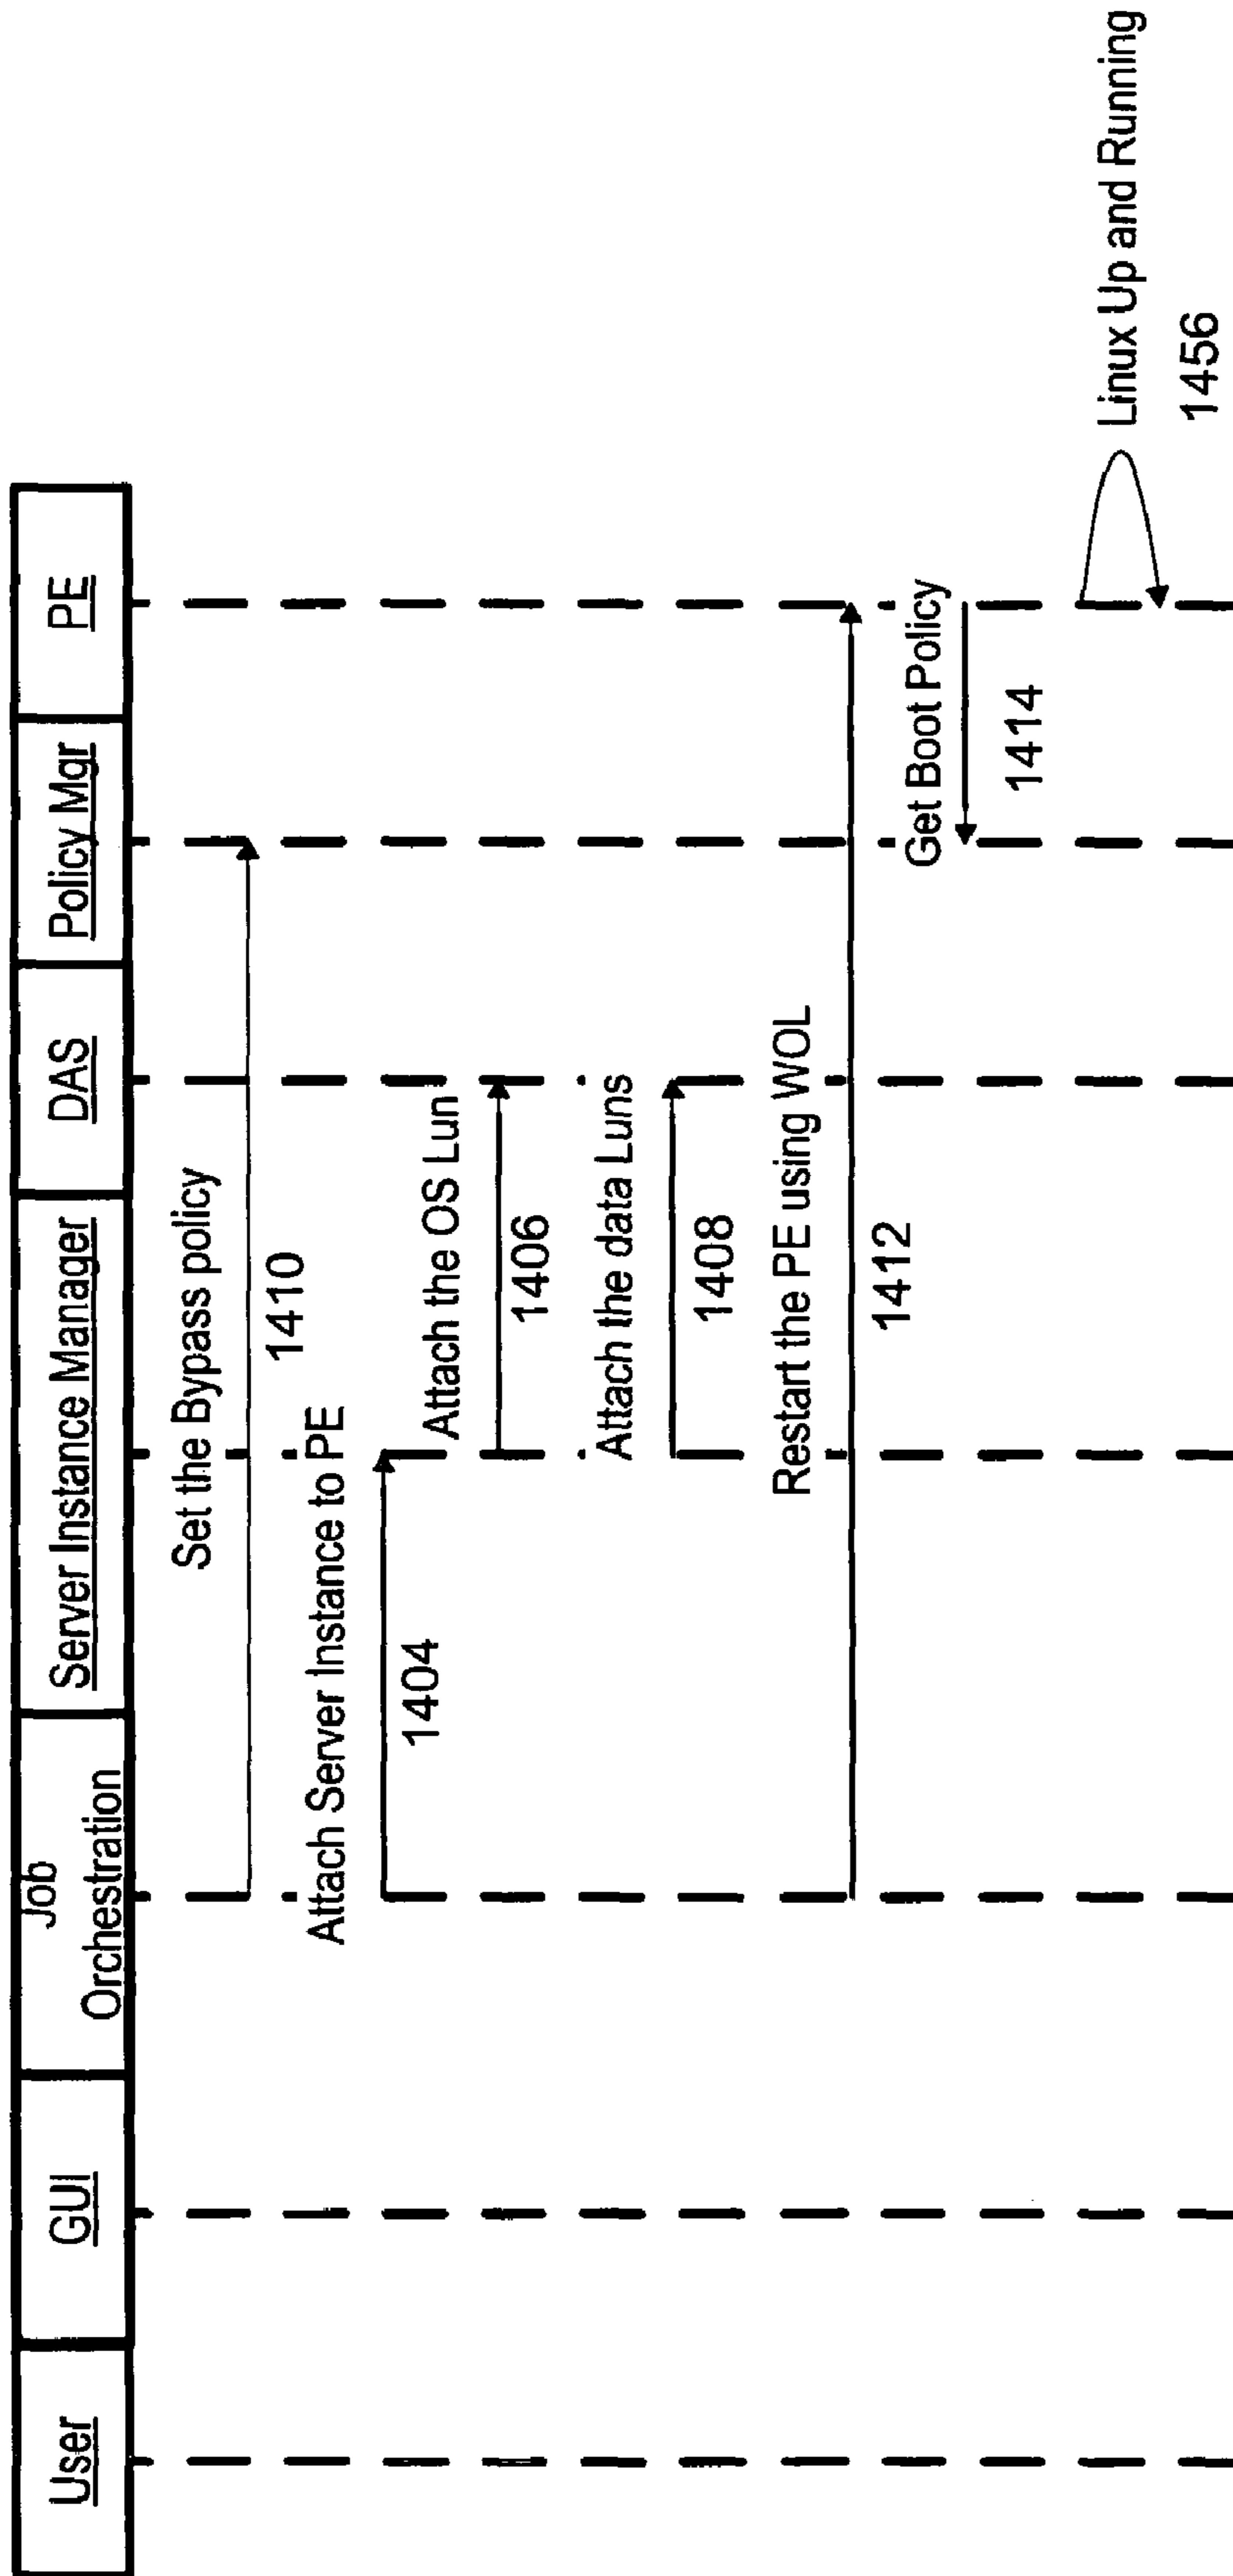 User
GUI
Job
Orchestration
Server Instance Manager
DAS
Policy Mgr
PE
Set the Bypass policy
1410
Attach Server Instance to PE
1404
Attach the OS Lun
1406
Attach the data Luns
1408
Restart the PE using WOL
1412
Get Boot Policy
1414
Linux Up and Running
1456